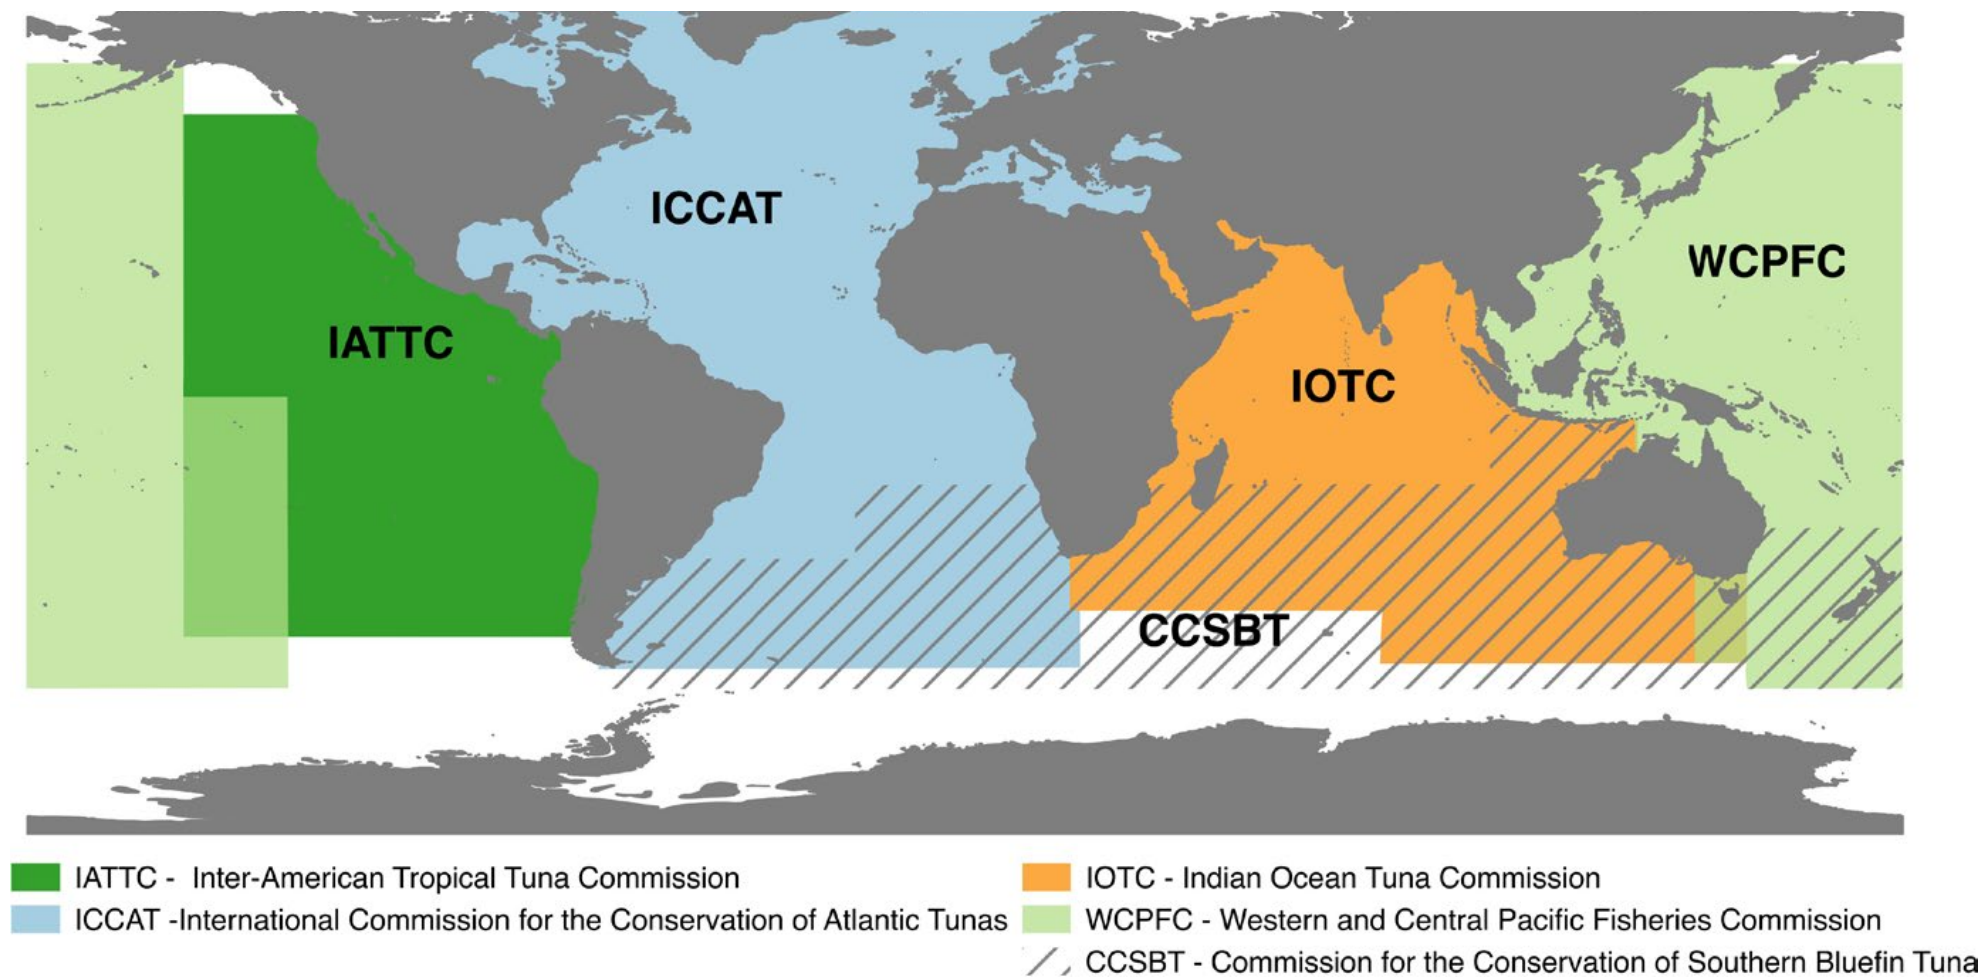 ICCAT
WCPFC
IATTC
IOTC
CCSBT
IATTC - Inter-American Tropical Tuna Commission
ICCAT -International Commission for the Conservation of Atlantic Tunas
IOTC - Indian Ocean Tuna Commission
WCPFC - Western and Central Pacific Fisheries Commission
CCSBT - Commission for the Conservation of Southern Bluefin Tuna